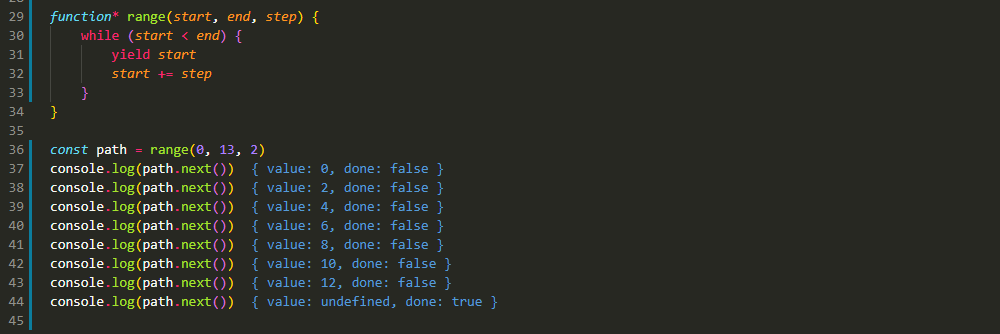 29 function* range(start, end, step) {
30 while (start < end) {
31 yield start
32 start += step
33 }
34 }
35
36 const path = range(0, 13, 2)
37 console.log(path.next()) { value: 0, done: false }
38 console.log(path.next()) { value: 2, done: false }
39 console.log(path.next()) { value: 4, done: false }
40 console.log(path.next()) { value: 6, done: false }
41 console.log(path.next()) { value: 8, done: false }
42 console.log(path.next()) { value: 10, done: false }
43 console.log(path.next()) { value: 12, done: false }
44 console.log(path.next()) { value: undefined, done: true }
45